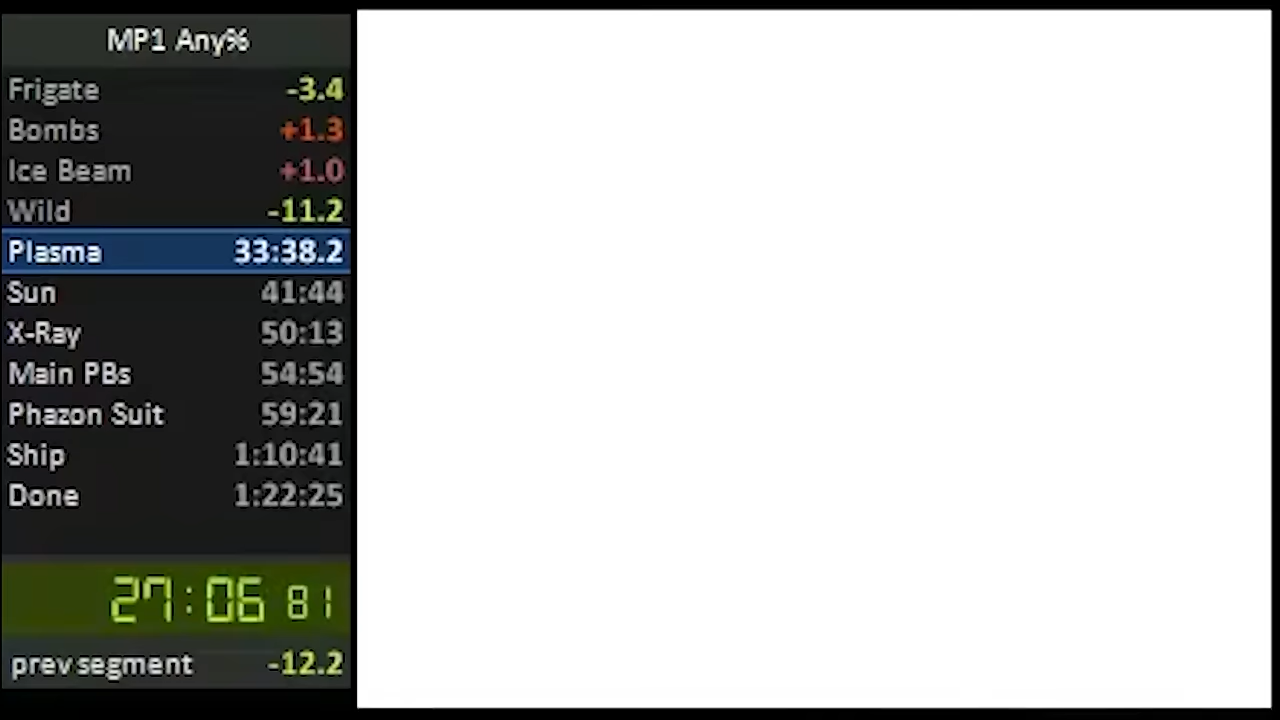 MP1 Any%
Frigate -3.4
Bombs +1.3
Ice Beam +1.0
Wild -11.2
Plasma 33:38.2
Sun 41:44
X-Ray 50:13
Main PBs 54:54
Phazon Suit 59:21
Ship 1:10:41
Done 1:22:25
27:06 81
prev segment -12.2